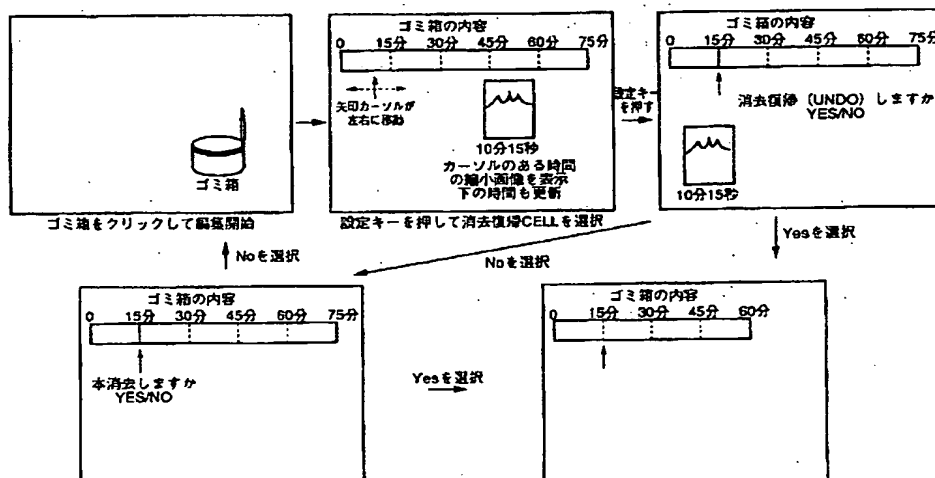 ゴミ箱
ゴミ箱をクリックして編集開始
ゴミ箱の内容
0 15分 30分 45分 60分 75分
矢印カーソルが
左右に移動
10分15秒
カーソルのある時間
の縮小画像を表示
下の時間も更新
設定キーを押して消去復帰CELLを選択
設定キー
を押す
ゴミ箱の内容
0 15分 30分 45分 60分 75分
消去復帰 (UNDO) しますか
YES/NO
10分15秒
Noを選択
Noを選択
Yesを選択
ゴミ箱の内容
0 15分 30分 45分 60分 75分
本消去しますか
YES/NO
Yesを選択
ゴミ箱の内容
0 15分 30分 45分 60分